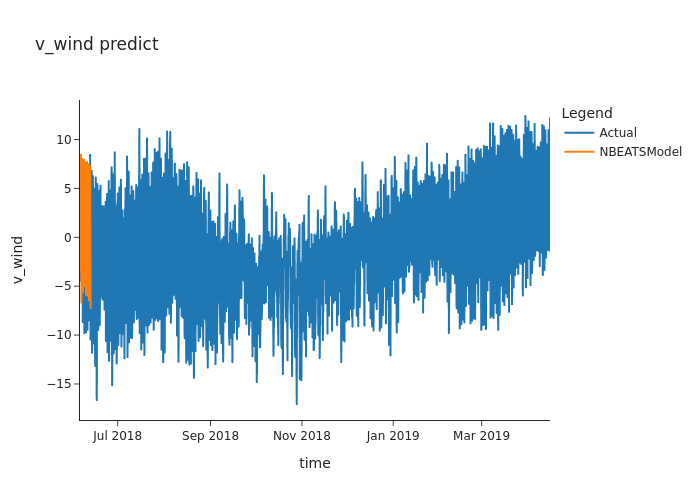 v_wind predict
Legend
Actual
NBEATSModel
10
5
0
−5
−10
−15
v_wind
Jul 2018
Sep 2018
Nov 2018
Jan 2019
Mar 2019
time